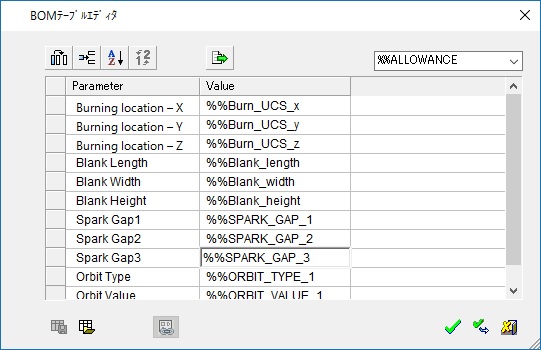 BOMﾃｰﾌﾞﾙｴﾃﾞｨﾀ
%%ALLOWANCE
Parameter Value
Burning location – X %%Burn_UCS_x
Burning location – Y %%Burn_UCS_y
Burning location – Z %%Burn_UCS_z
Blank Length %%Blank_length
Blank Width %%Blank_width
Blank Height %%Blank_height
Spark Gap1 %%SPARK_GAP_1
Spark Gap2 %%SPARK_GAP_2
Spark Gap3 %%SPARK_GAP_3
Orbit Type %%ORBIT_TYPE_1
Orbit Value %%ORBIT_VALUE_1